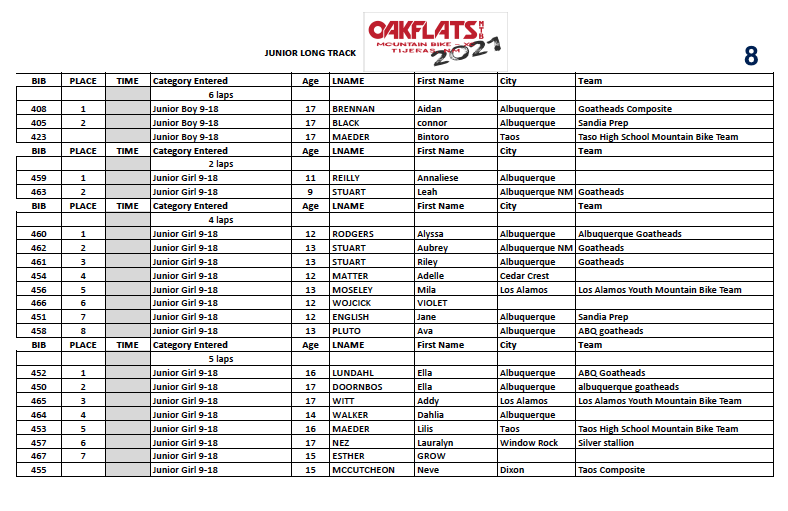 OAKFLATS MTB
MOUNTAIN BIKE - X
TIJERAS, NM
2021
JUNIOR LONG TRACK
8
BIB PLACE TIME Category Entered Age LNAME First Name City Team
6 laps
408 1 Junior Boy 9-18 17 BRENNAN Aidan Albuquerque Goatheads Composite
405 2 Junior Boy 9-18 17 BLACK connor Albuquerque Sandia Prep
423 Junior Boy 9-18 17 MAEDER Bintoro Taos Taso High School Mountain Bike Team
BIB PLACE TIME Category Entered Age LNAME First Name City Team
2 laps
459 1 Junior Girl 9-18 11 REILLY Annaliese Albuquerque
463 2 Junior Girl 9-18 9 STUART Leah Albuquerque NM Goatheads
BIB PLACE TIME Category Entered Age LNAME First Name City Team
4 laps
460 1 Junior Girl 9-18 12 RODGERS Alyssa Albuquerque Albuquerque Goatheads
462 2 Junior Girl 9-18 13 STUART Aubrey Albuquerque NM Goatheads
461 3 Junior Girl 9-18 13 STUART Riley Albuquerque Goatheads
454 4 Junior Girl 9-18 12 MATTER Adelle Cedar Crest
456 5 Junior Girl 9-18 13 MOSELEY Mila Los Alamos Los Alamos Youth Mountain Bike Team
466 6 Junior Girl 9-18 12 WOJCICK VIOLET
451 7 Junior Girl 9-18 12 ENGLISH Jane Albuquerque Sandia Prep
458 8 Junior Girl 9-18 13 PLUTO Ava Albuquerque ABQ goatheads
BIB PLACE TIME Category Entered Age LNAME First Name City Team
5 laps
452 1 Junior Girl 9-18 16 LUNDAHL Ella Albuquerque ABQ Goatheads
450 2 Junior Girl 9-18 17 DOORNBOS Ella Albuquerque albuquerque goatheads
465 3 Junior Girl 9-18 17 WITT Addy Los Alamos Los Alamos Youth Mountain Bike Team
464 4 Junior Girl 9-18 14 WALKER Dahlia Albuquerque
453 5 Junior Girl 9-18 16 MAEDER Lilis Taos Taos High School Mountain Bike Team
457 6 Junior Girl 9-18 17 NEZ Lauralyn Window Rock Silver stallion
467 7 Junior Girl 9-18 15 ESTHER GROW
455 Junior Girl 9-18 15 MCCUTCHEON Neve Dixon Taos Composite